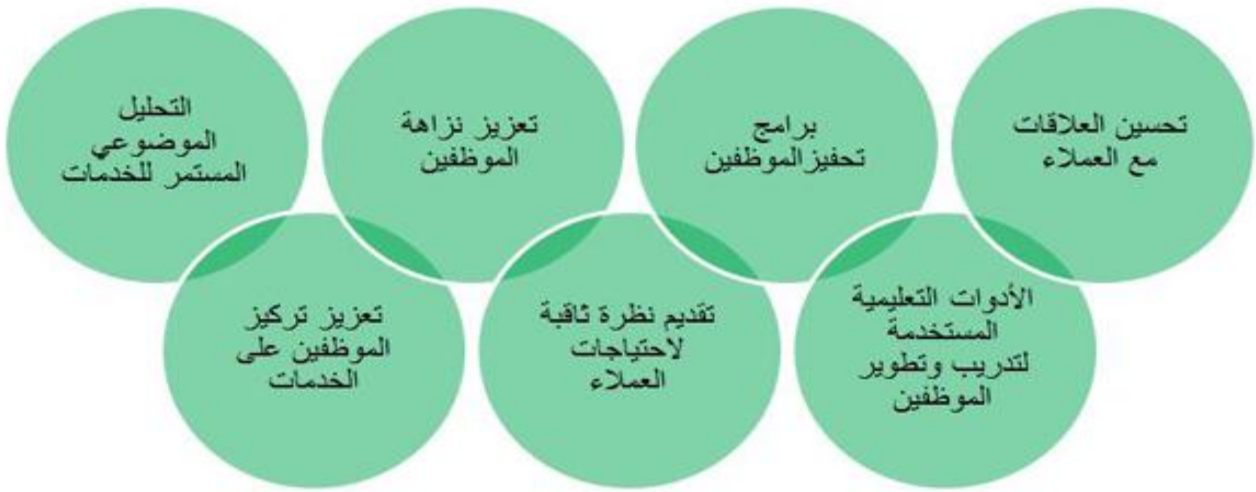 تحسين العلاقات
مع العملاء
برامج
تحفيزالموظفين
تعزيز نزاهة
الموظفين
التحليل
الموضوعي
المستمر للخدمات
الأدوات التعليمية
المستخدمة
لتدريب وتطوير
الموظفين
تقديم نظرة ثاقبة
لاحتياجات
العملاء
تعزيز تركيز
الموظفين على
الخدمات